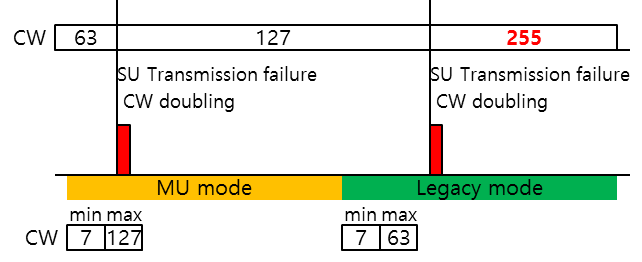 CW 63 127 255
SU Transmission failure SU Transmission failure
CW doubling CW doubling
MU mode Legacy mode
min max min max
CW 7 127 7 63